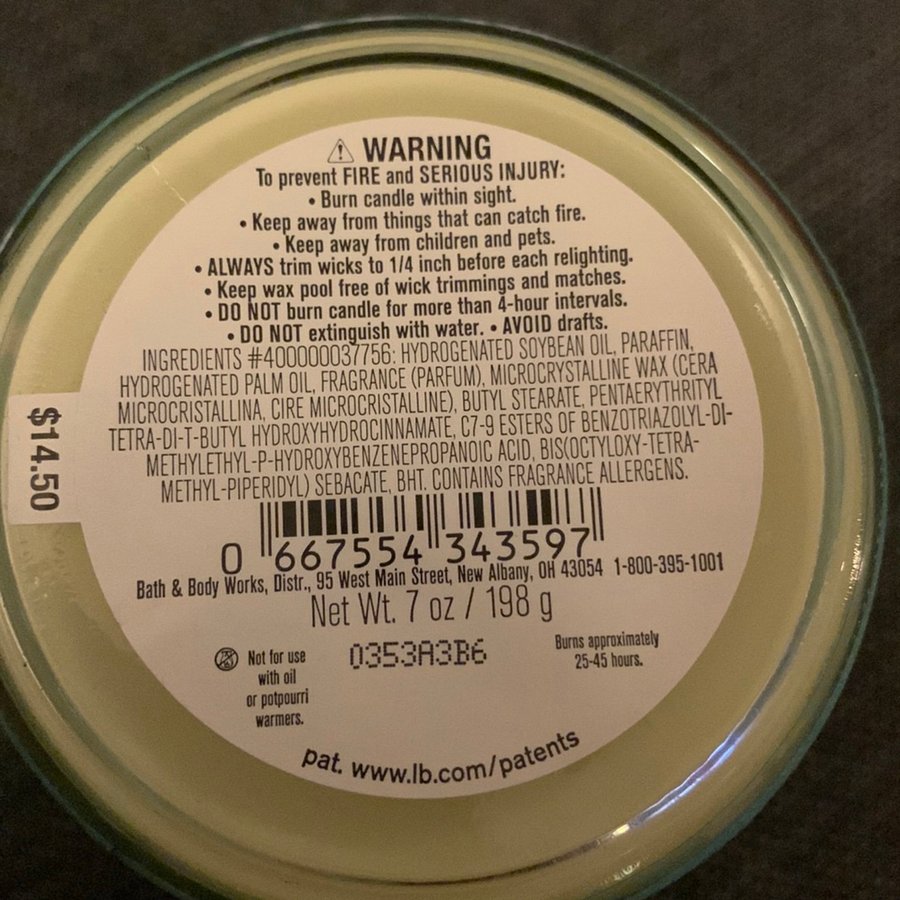 ⚠ WARNING
To prevent FIRE and SERIOUS INJURY:
• Burn candle within sight.
• Keep away from things that can catch fire.
• Keep away from children and pets.
• ALWAYS trim wicks to 1/4 inch before each relighting.
• Keep wax pool free of wick trimmings and matches.
• DO NOT burn candle for more than 4-hour intervals.
• DO NOT extinguish with water. • AVOID drafts.
INGREDIENTS #400000037756: HYDROGENATED SOYBEAN OIL, PARAFFIN,
HYDROGENATED PALM OIL, FRAGRANCE (PARFUM), MICROCRYSTALLINE WAX (CERA
MICROCRISTALLINA, CIRE MICROCRISTALLINE), BUTYL STEARATE, PENTAERYTHRITYL
TETRA-DI-T-BUTYL HYDROXYHYDROCINNAMATE, C7-9 ESTERS OF BENZOTRIAZOLYL-DI-
METHYLETHYL-P-HYDROXYBENZENEPROPANOIC ACID, BIS(OCTYLOXY-TETRA-
METHYL-PIPERIDYL) SEBACATE, BHT. CONTAINS FRAGRANCE ALLERGENS.
$14.50
0 667554 343597
Bath & Body Works, Distr., 95 West Main Street, New Albany, OH 43054 1-800-395-1001
Net Wt. 7 oz / 198 g
Not for use
with oil
or potpourri
warmers.
0353A3B6
Burns approximately
25-45 hours.
pat. www.lb.com/patents